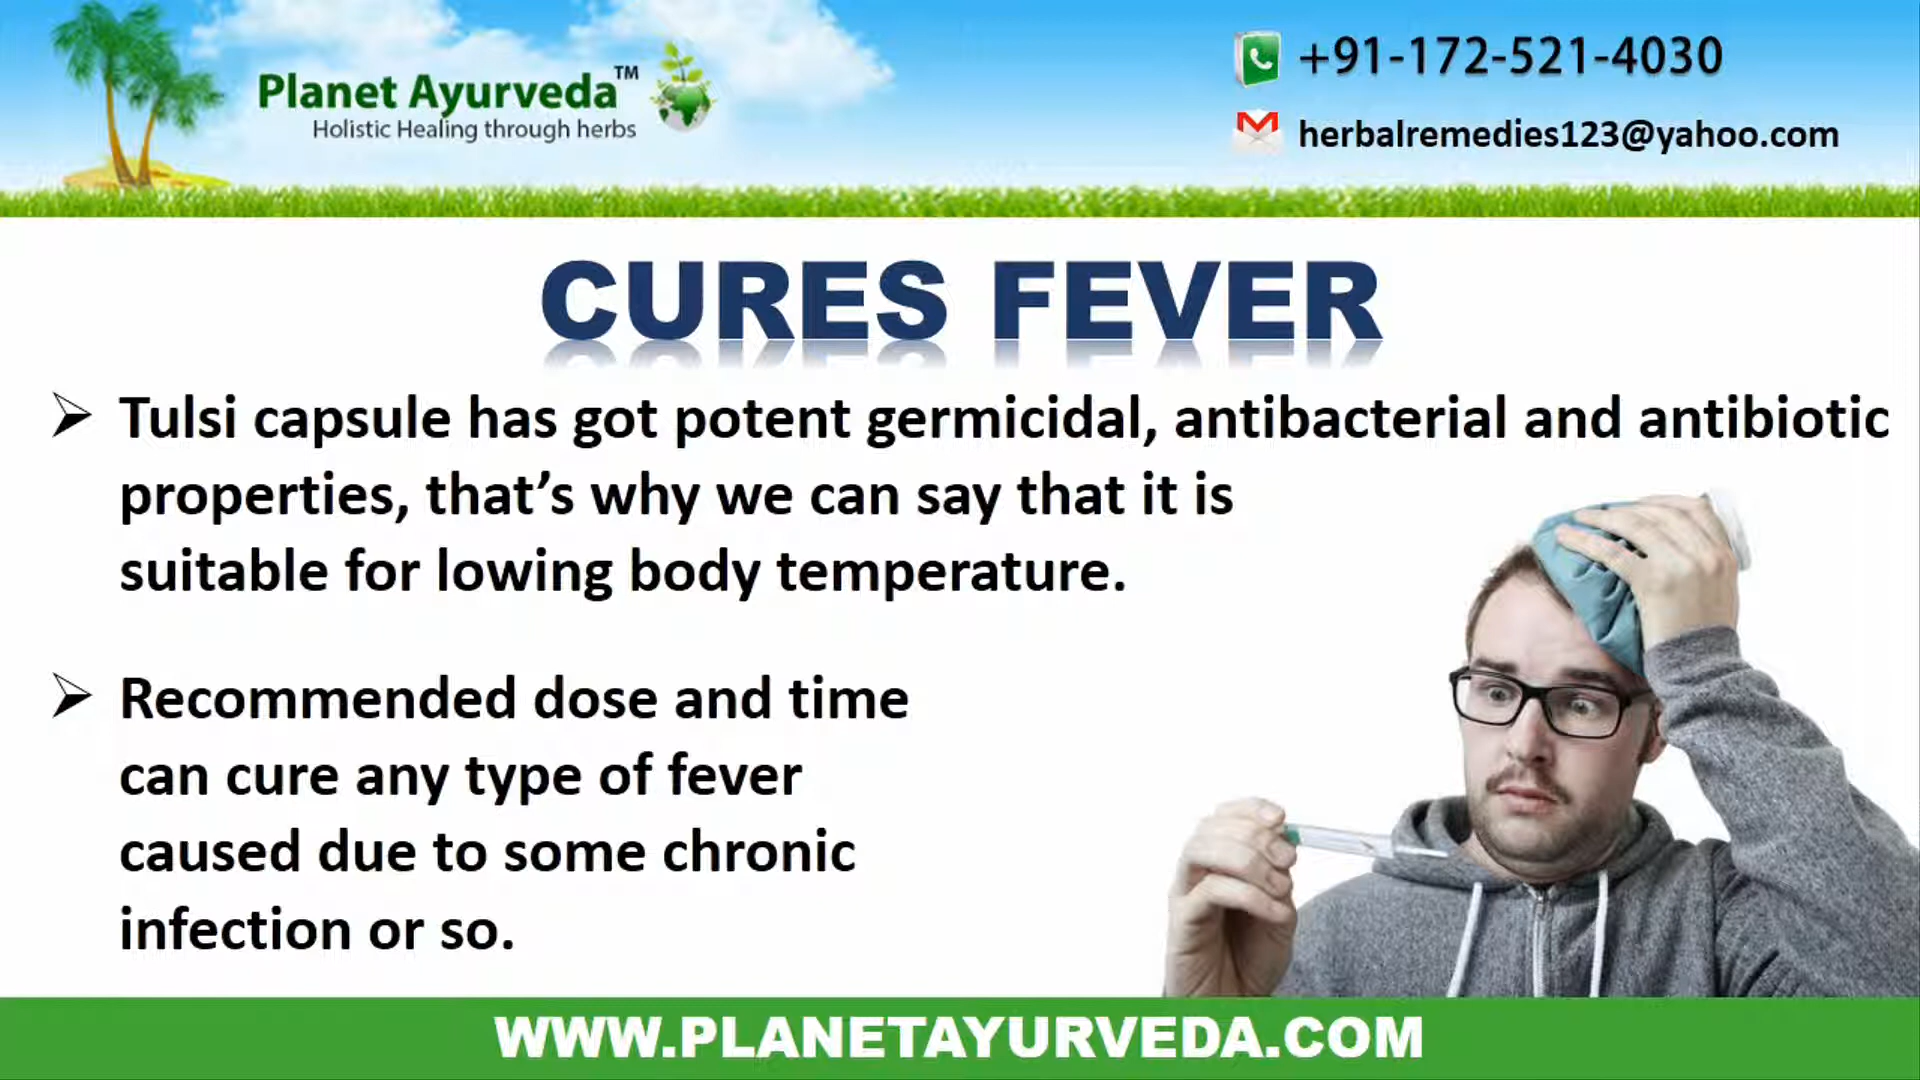 Planet Ayurveda™
Holistic Healing through herbs
+91-172-521-4030
herbalremedies123@yahoo.com
CURES FEVER
➢ Tulsi capsule has got potent germicidal, antibacterial and antibiotic
properties, that’s why we can say that it is
suitable for lowing body temperature.
➢ Recommended dose and time
can cure any type of fever
caused due to some chronic
infection or so.
WWW.PLANETAYURVEDA.COM